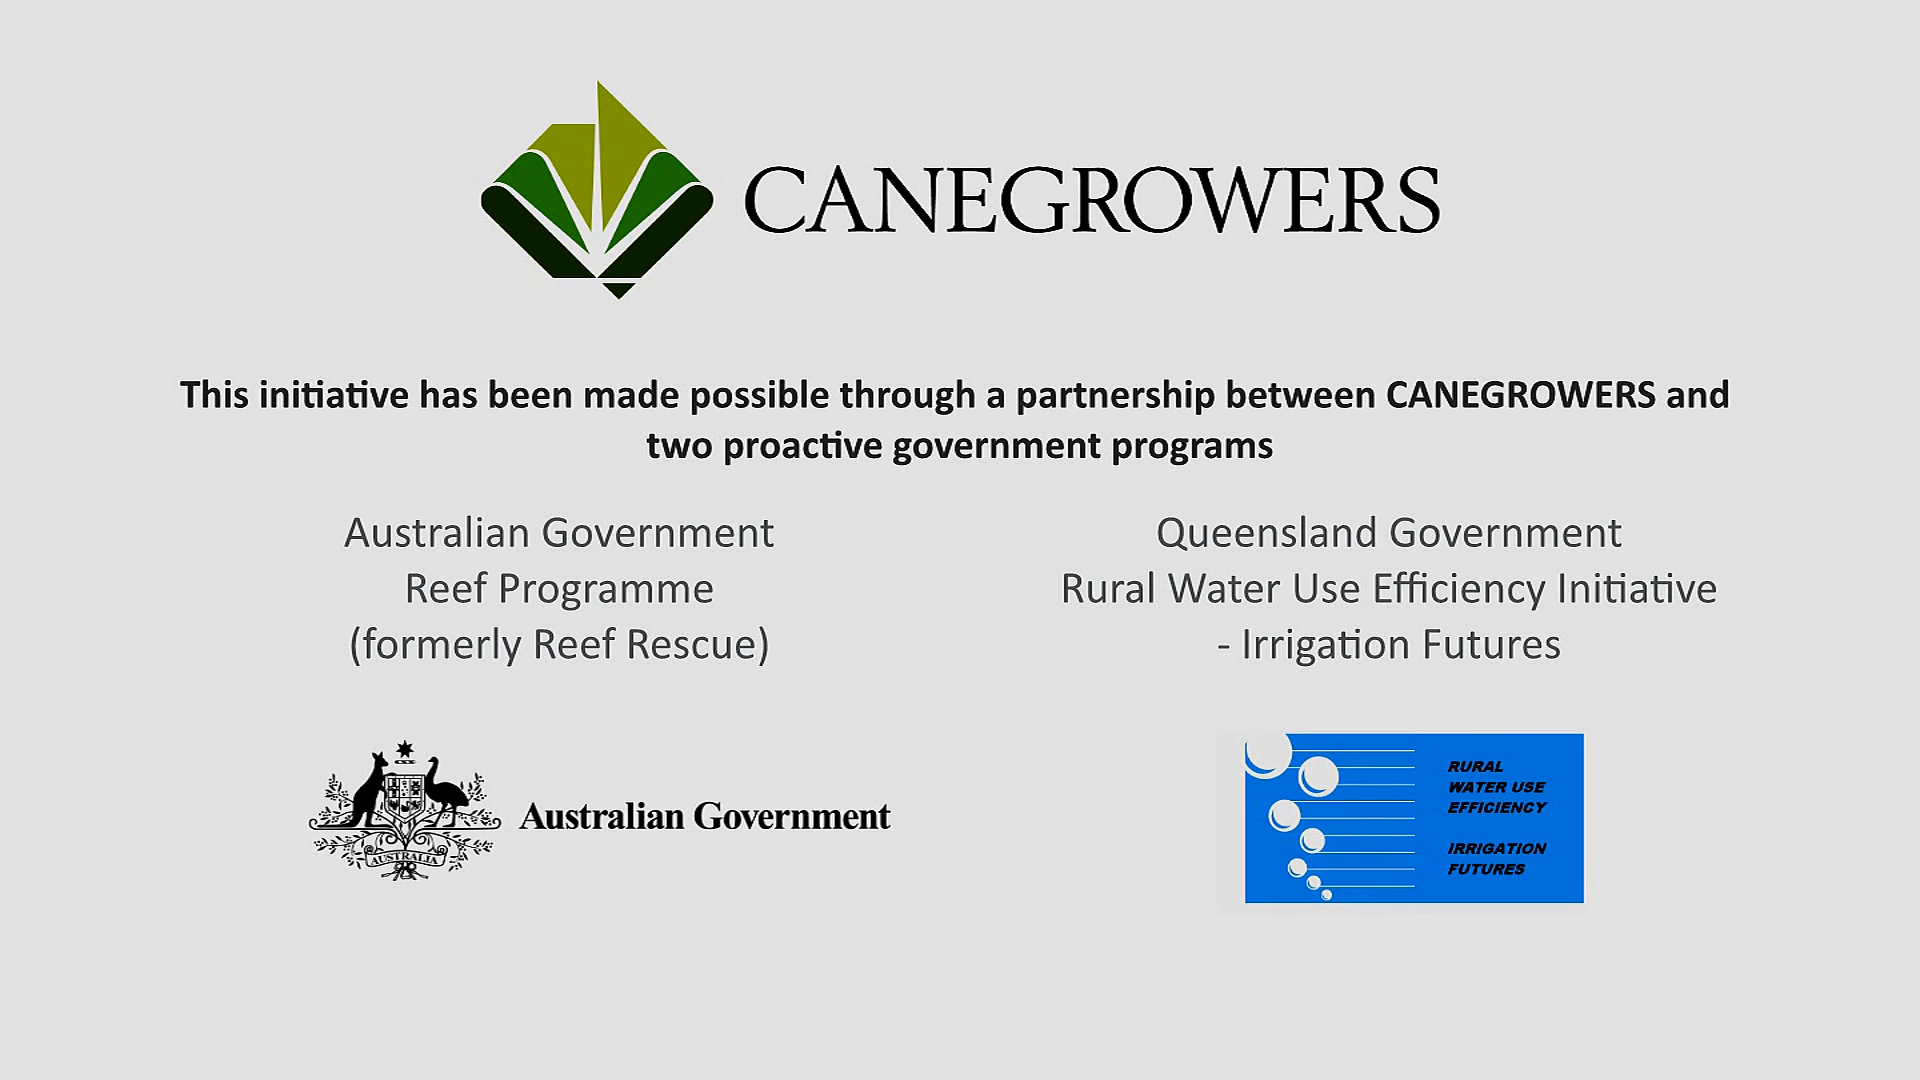 CANEGROWERS
This initiative has been made possible through a partnership between CANEGROWERS and
two proactive government programs
Australian Government
Reef Programme
(formerly Reef Rescue)
Queensland Government
Rural Water Use Efficiency Initiative
- Irrigation Futures
AUSTRALIA
Australian Government
RURAL
WATER USE
EFFICIENCY
IRRIGATION
FUTURES